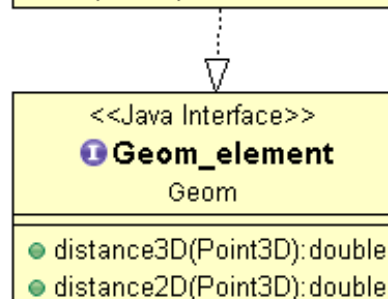 <<Java Interface>>
Geom_element
Geom
distance3D(Point3D):double
distance2D(Point3D):double